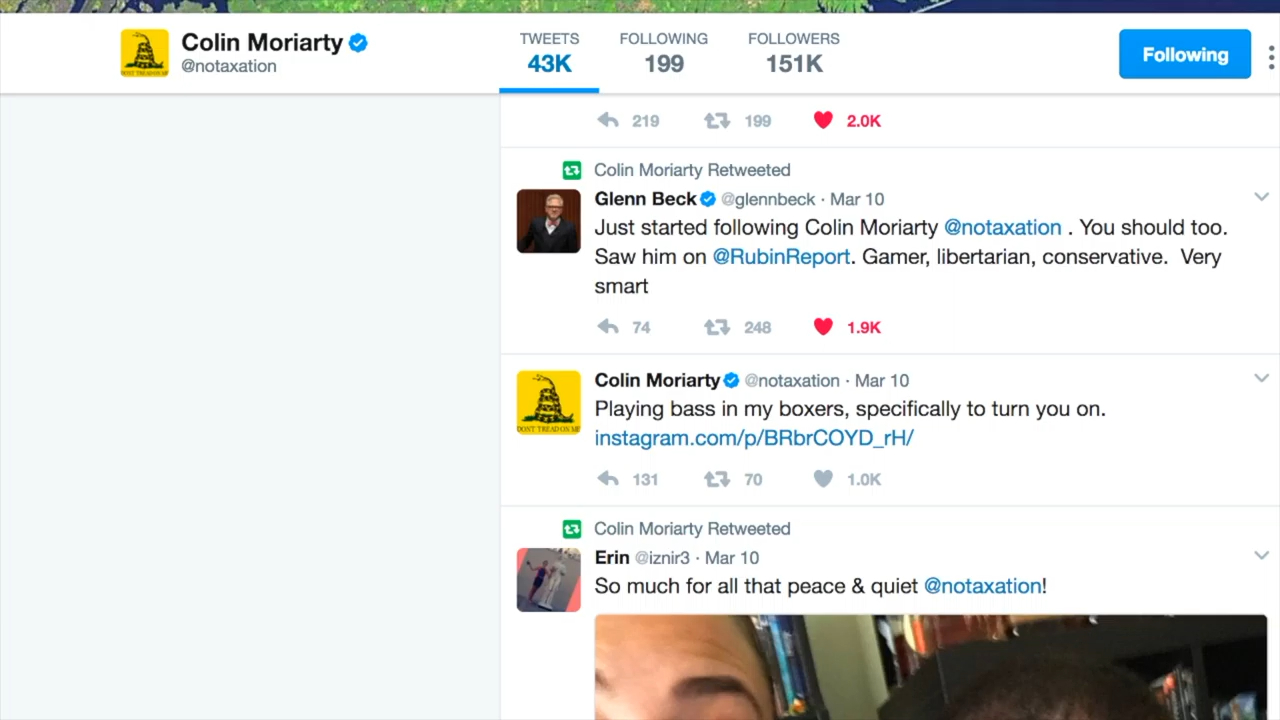 Colin Moriarty
@notaxation
TWEETS
43K
FOLLOWING
199
FOLLOWERS
151K
Following
219 199 2.0K
Colin Moriarty Retweeted
Glenn Beck @glennbeck · Mar 10
Just started following Colin Moriarty @notaxation . You should too.
Saw him on @RubinReport. Gamer, libertarian, conservative. Very
smart
74 248 1.9K
Colin Moriarty @notaxation · Mar 10
Playing bass in my boxers, specifically to turn you on.
instagram.com/p/BRbrCOYD_rH/
DONT TREAD ON ME
131 70 1.0K
Colin Moriarty Retweeted
Erin @iznir3 · Mar 10
So much for all that peace & quiet @notaxation!